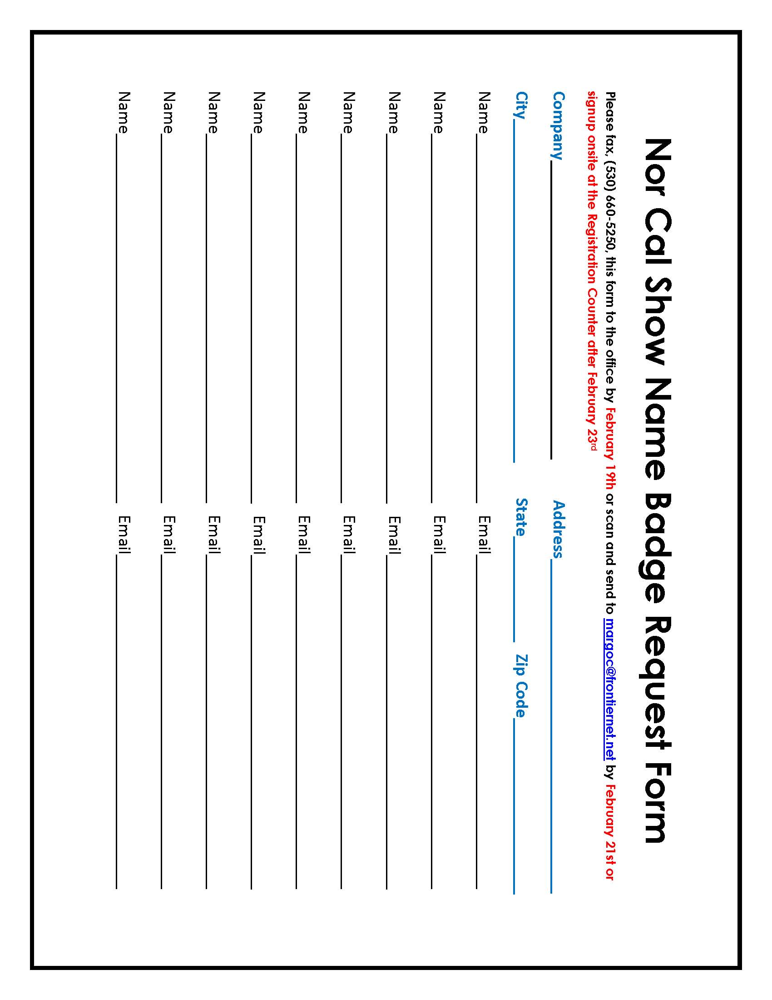 Nor Cal Show Name Badge Request Form
Please fax, (530) 660-5250, this form to the office by February 19th or scan and send to margoc@frontiernet.net by February 21st or
signup onsite at the Registration Counter after February 23rd
Company Address
City State Zip Code
Name Email
Name Email
Name Email
Name Email
Name Email
Name Email
Name Email
Name Email
Name Email